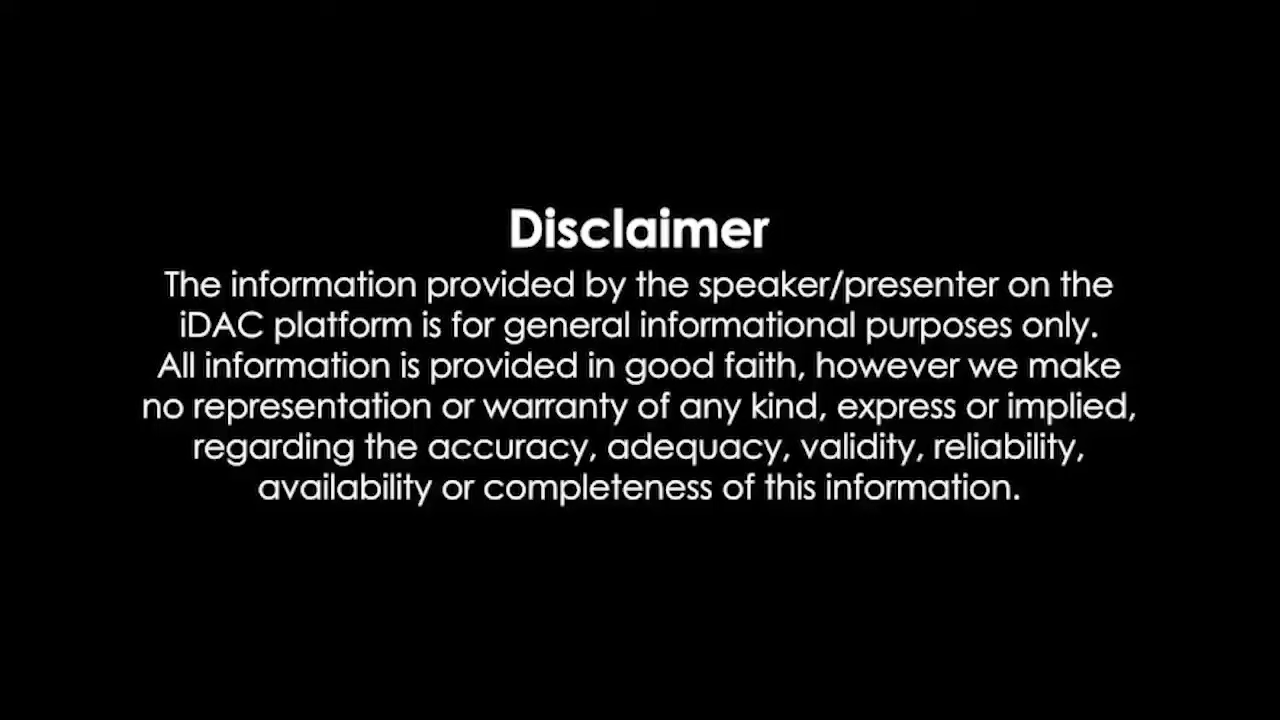 Disclaimer
The information provided by the speaker/presenter on the
iDAC platform is for general informational purposes only.
All information is provided in good faith, however we make
no representation or warranty of any kind, express or implied,
regarding the accuracy, adequacy, validity, reliability,
availability or completeness of this information.